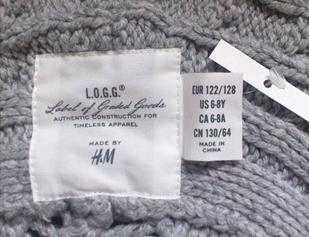 L.O.G.G.®
Label of Graded Goods
AUTHENTIC CONSTRUCTION FOR
TIMELESS APPAREL
MADE BY
H&M
EUR 122/128
US 6-8Y
CA 6-8A
CN 130/64
MADE IN
CHINA